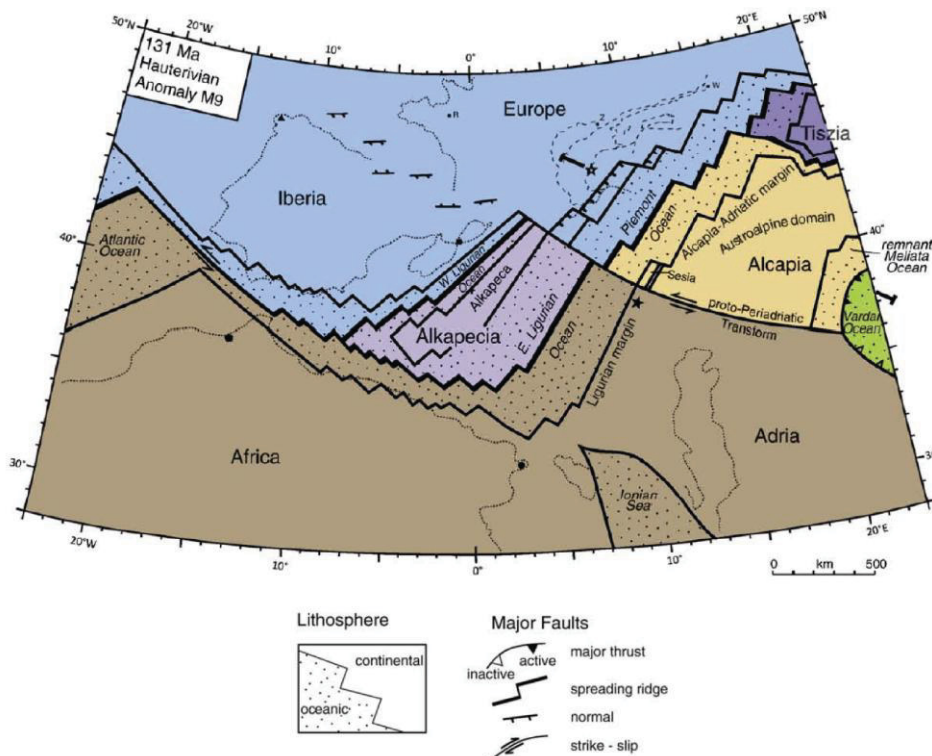 50°N
20°W
10°
0°
10°
20°E
50°N
131 Ma
Hauterivian
Anomaly M9
Europe
R
Z
W
Tiszia
Iberia
Piemont
Ocean
Alcapia-Adriatic margin
Austroalpine domain
40°
40°
Atlantic
Ocean
W. Ligurian
Ocean
Alkapeca
Sesia
Alcapia
remnant
Meliata
Ocean
Alkapecia
E. Ligurian
Ocean
Ligurian margin
proto-Periadriatic
Transform
Vardar
Ocean
Africa
Adria
30°
Ionian
Sea
20°W
10°
0°
10°
20°E
0 km 500
Lithosphere
continental
oceanic
Major Faults
inactive
active
major thrust
spreading ridge
normal
strike - slip